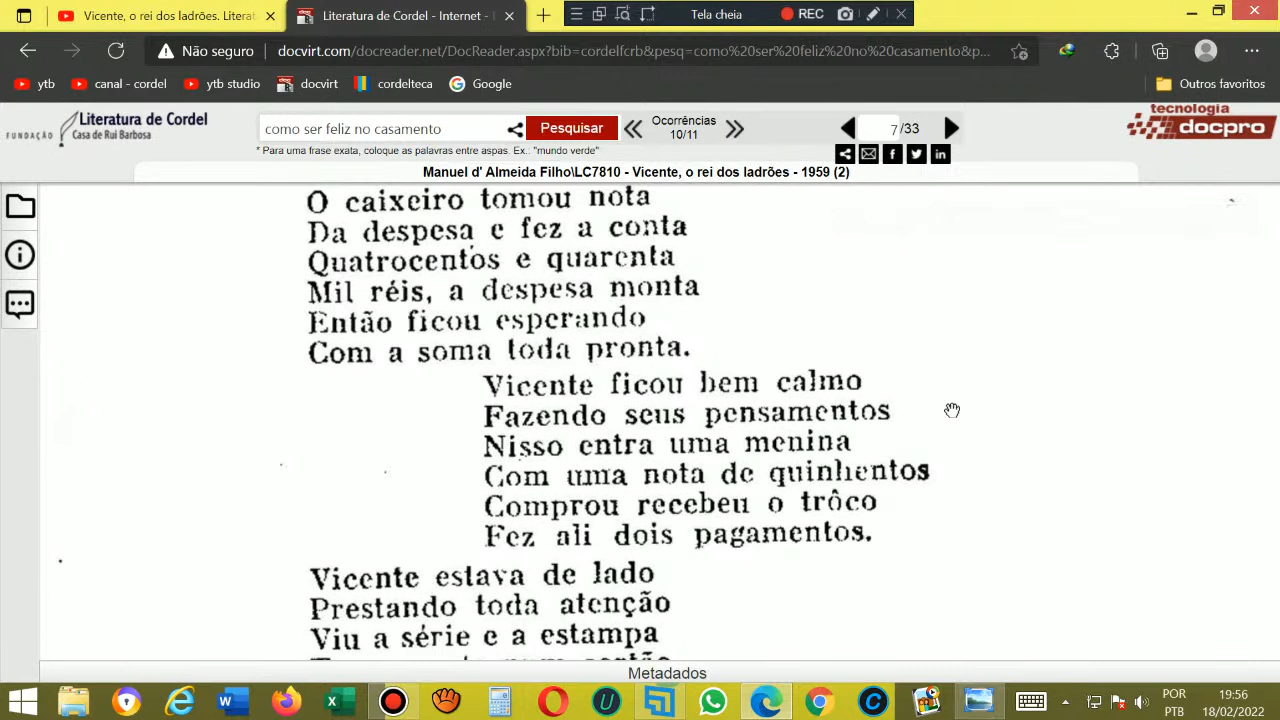 Vicente, o rei dos ladrões. Literat
Literatura de Cordel - Internet - D
Tela cheia
REC
Não seguro
docvirt.com/docreader.net/DocReader.aspx?bib=cordelfcrb&pesq=como%20ser%20feliz%20no%20casamento&p...
ytb
canal - cordel
ytb studio
docvirt
cordelteca
Google
Outros favoritos
FUNDAÇÃO
Literatura de Cordel
Casa de Rui Barbosa
como ser feliz no casamento
Pesquisar
Ocorrências
10/11
7 /33
tecnologia
docpro
* Para uma frase exata, coloque as palavras entre aspas. Ex.: "mundo verde"
Manuel d' Almeida Filho\LC7810 - Vicente, o rei dos ladrões - 1959 (2)
O caixeiro tomou nota
Da despesa e fez a conta
Quatrocentos e quarenta
Mil réis, a despesa monta
Então ficou esperando
Com a soma toda pronta.
Vicente ficou bem calmo
Fazendo seus pensamentos
Nisso entra uma menina
Com uma nota de quinhentos
Comprou recebeu o trôco
Fez ali dois pagamentos.
Vicente estava de lado
Prestando toda atenção
Viu a série e a estampa
Metadados
POR
PTB
19:56
18/02/2022